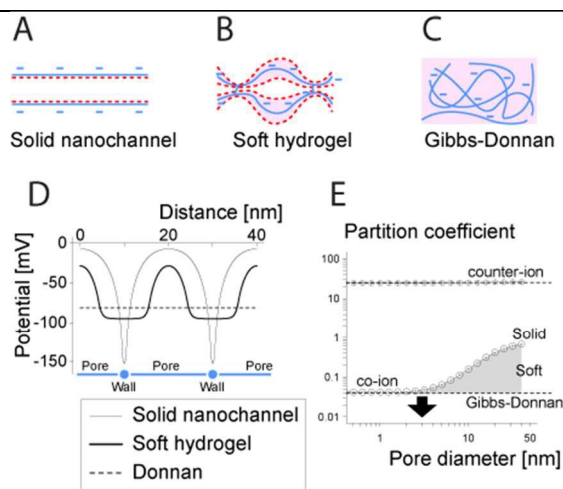 A
B
C
Solid nanochannel
Soft hydrogel
Gibbs-Donnan
D
Distance [nm]
0 20 40
Potential [mV]
0
-50
-100
-150
Pore Pore Pore
Wall Wall
Solid nanochannel
Soft hydrogel
Donnan
E
Partition coefficient
100
10
1
0.1
0.01
counter-ion
Solid
Soft
co-ion
Gibbs-Donnan
1 10 50
Pore diameter [nm]